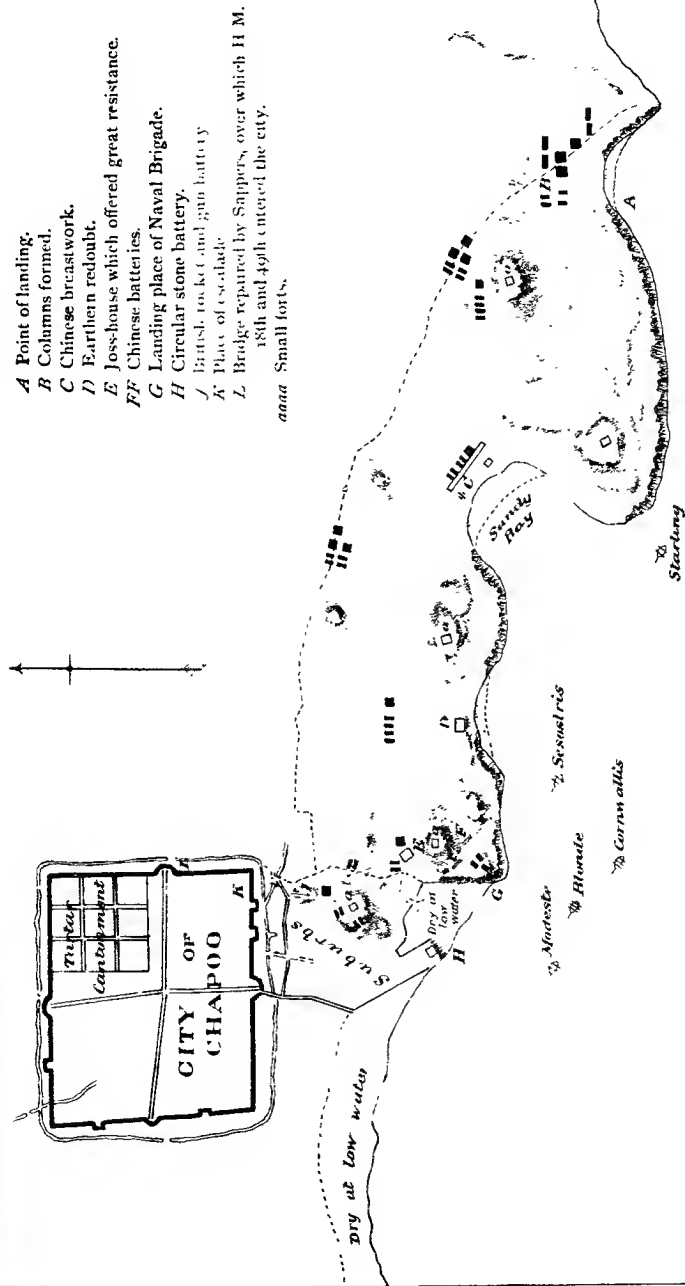 A Point of landing.
B Columns formed.
C Chinese breastwork.
D Earthern redoubt.
E Joss-house which offered great resistance.
FF Chinese batteries.
G Landing place of Naval Brigade.
H Circular stone battery.
J British rocket and gun battery
K Place of escalade
L Bridge repaired by Sappers, over which H M.
18th and 49th entered the city.
aaaa Small forts.
Tartar
Cantonment
CITY
OF
CHAPOO
K
Suburbs
Dry at
low
water
H
G
E
D
C
B
A
Sandy
Bay
Dry at low water
Modeste
Blonde
Sesostris
Cornwallis
Starling